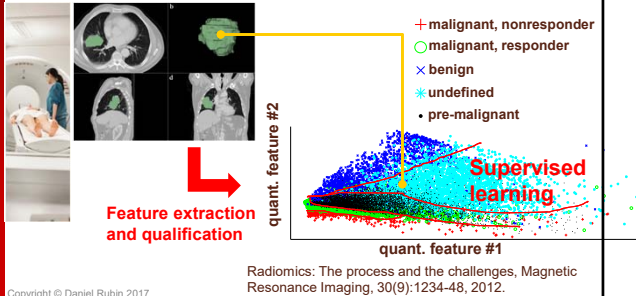 b
d
+ malignant, nonresponder
○ malignant, responder
× benign
✳ undefined
• pre-malignant
quant. feature #2
Supervised
learning
quant. feature #1
Feature extraction
and qualification
Radiomics: The process and the challenges, Magnetic
Resonance Imaging, 30(9):1234-48, 2012.
Copyright © Daniel Rubin 2017